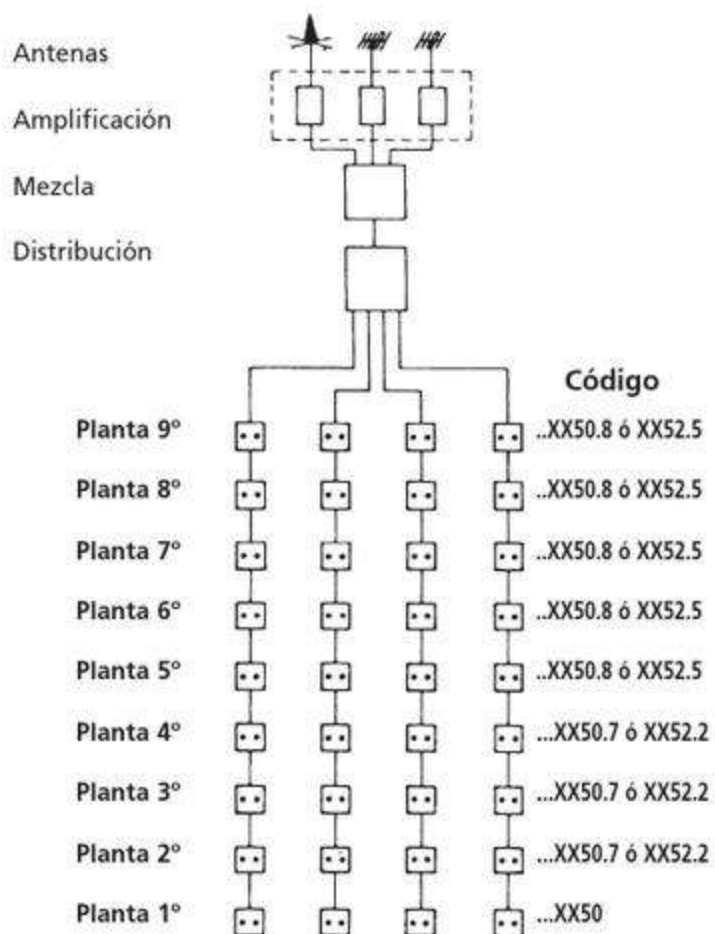 Antenas
Amplificación
Mezcla
Distribución
Código
Planta 9º ..XX50.8 ó XX52.5
Planta 8º ..XX50.8 ó XX52.5
Planta 7º ..XX50.8 ó XX52.5
Planta 6º ..XX50.8 ó XX52.5
Planta 5º ..XX50.8 ó XX52.5
Planta 4º ...XX50.7 ó XX52.2
Planta 3º ...XX50.7 ó XX52.2
Planta 2º ...XX50.7 ó XX52.2
Planta 1º ...XX50